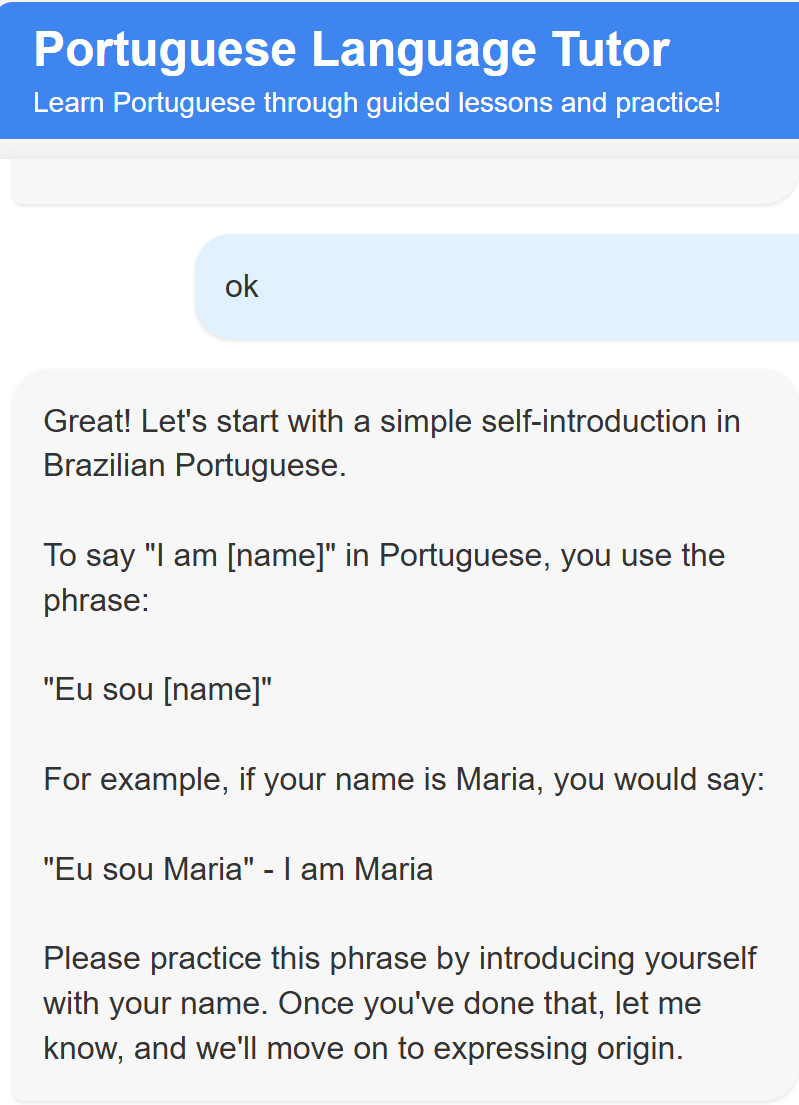 Portuguese Language Tutor
Learn Portuguese through guided lessons and practice!
ok
Great! Let's start with a simple self-introduction in
Brazilian Portuguese.
To say "I am [name]" in Portuguese, you use the
phrase:
"Eu sou [name]"
For example, if your name is Maria, you would say:
"Eu sou Maria" - I am Maria
Please practice this phrase by introducing yourself
with your name. Once you've done that, let me
know, and we'll move on to expressing origin.